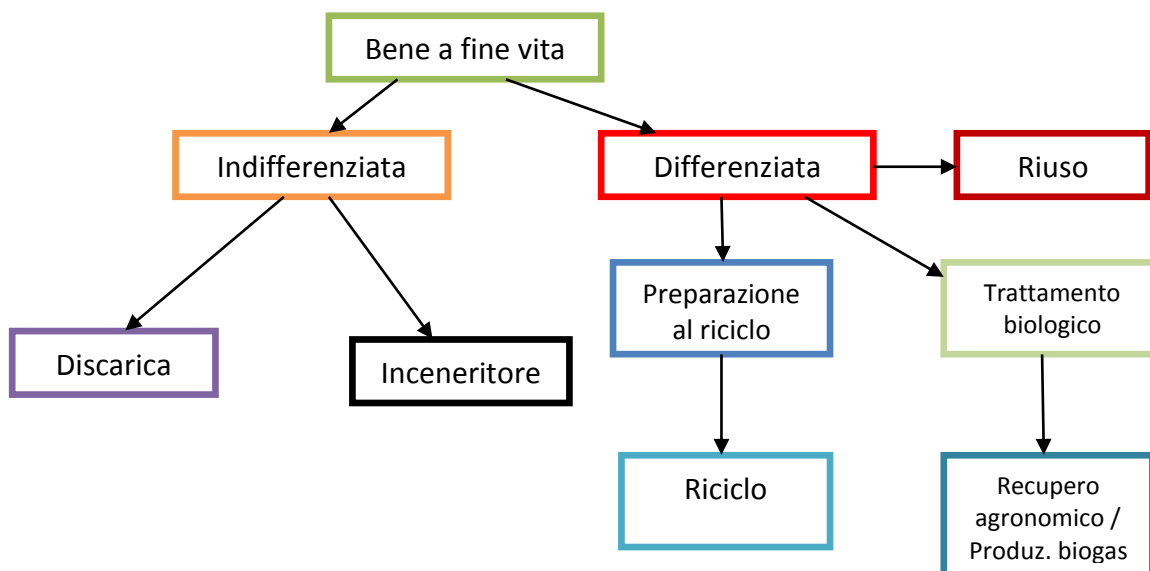 Bene a fine vita
Indifferenziata
Differenziata
Riuso
Preparazione
al riciclo
Trattamento
biologico
Discarica
Inceneritore
Riciclo
Recupero
agronomico /
Produz. biogas